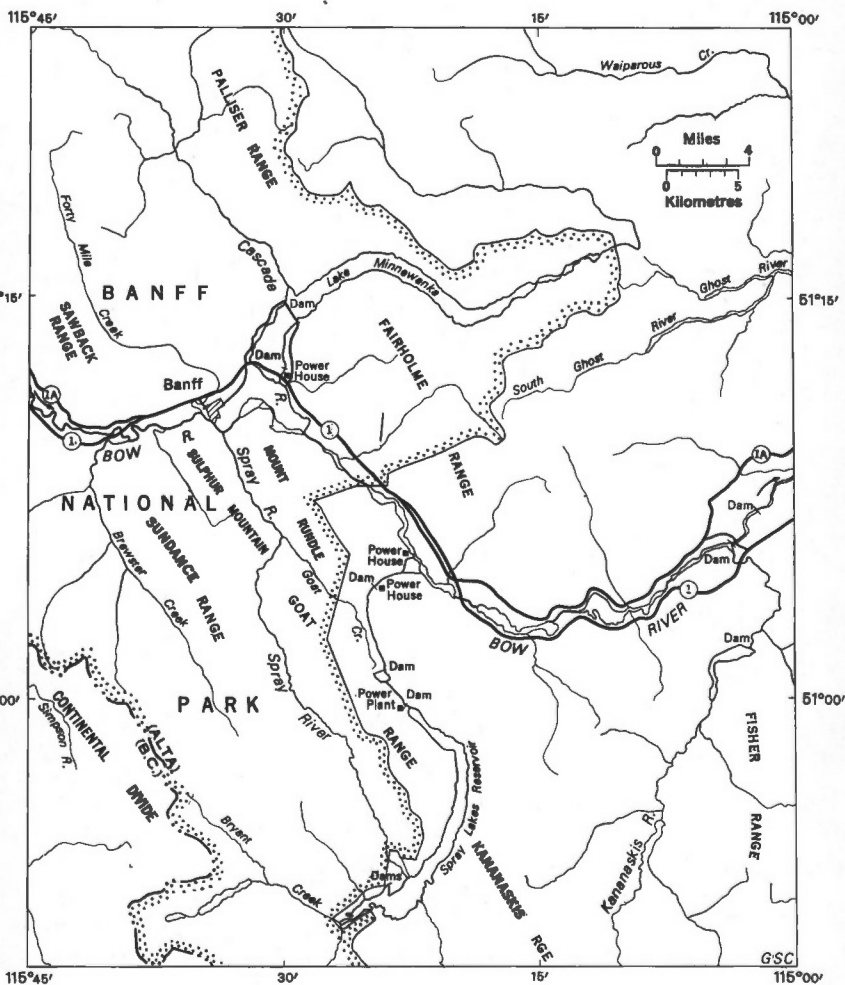 115°45′
30′
15′
115°00′
Waiparous Cr.
PALLISER RANGE
Miles
0 4
0 5
Kilometres
Forty Mile Creek
Cascade
Lake Minnewanka
Ghost River
BANFF
°15′
51°15′
Dam
SAWBACK RANGE
FAIRHOLME
South Ghost River
Dam
Power House
Banff
1A
R.
1
1
BOW R.
SULPHUR MOUNTAIN
Spray R.
MOUNT RUNDLE
RANGE
1A
Dam
NATIONAL
SUNDANCE RANGE
Brewster Creek
Power House
Dam
Power House
Goat Cr.
GOAT
Dam
1
BOW RIVER
Dam
Spray River
Dam
Dam
Power Plant
PARK
°00′
51°00′
CONTINENTAL DIVIDE
Simpson R.
(ALTA)
(B.C.)
RANGE
Spray Lakes Reservoir
FISHER RANGE
Bryant Creek
Dams
KANANASKIS RGE
Kananaskis R.
GSC
115°45′
30′
15′
115°00′